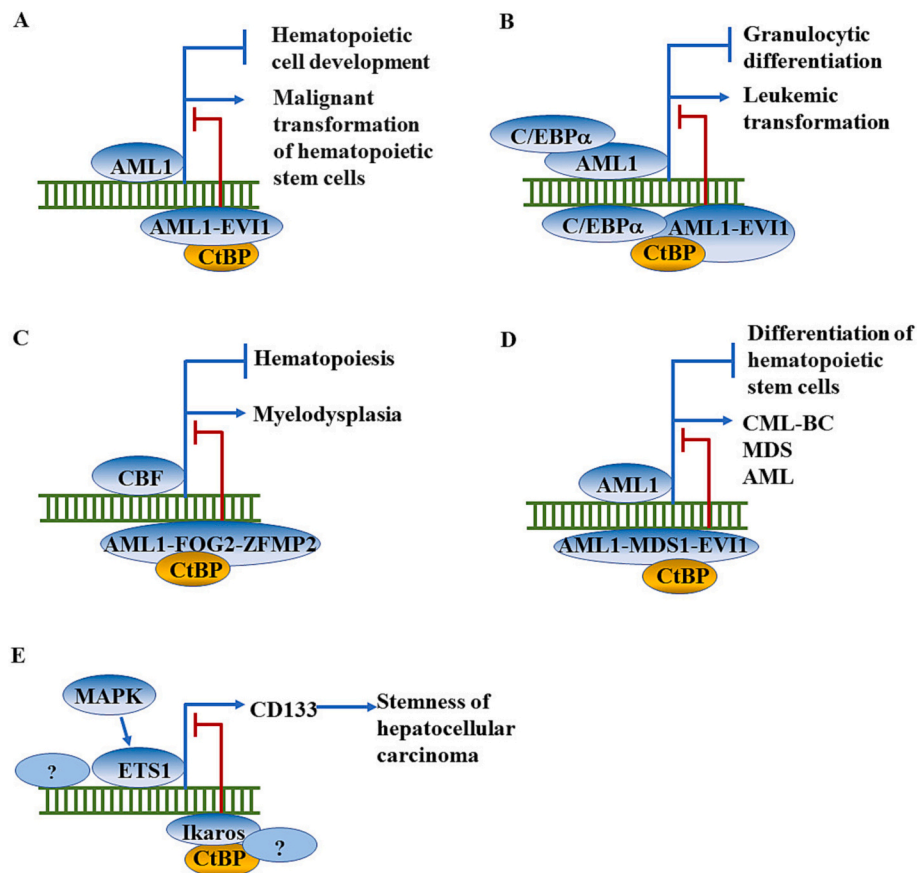 A
Hematopoietic
cell development
Malignant
transformation
of hematopoietic
stem cells
AML1
AML1-EVI1
CtBP
B
Granulocytic
differentiation
Leukemic
transformation
C/EBPα
AML1
C/EBPα
AML1-EVI1
CtBP
C
Hematopoiesis
Myelodysplasia
CBF
AML1-FOG2-ZFMP2
CtBP
D
Differentiation of
hematopoietic
stem cells
CML-BC
MDS
AML
AML1
AML1-MDS1-EVI1
CtBP
E
MAPK
CD133
Stemness of
hepatocellular
carcinoma
?
ETS1
Ikaros
?
CtBP